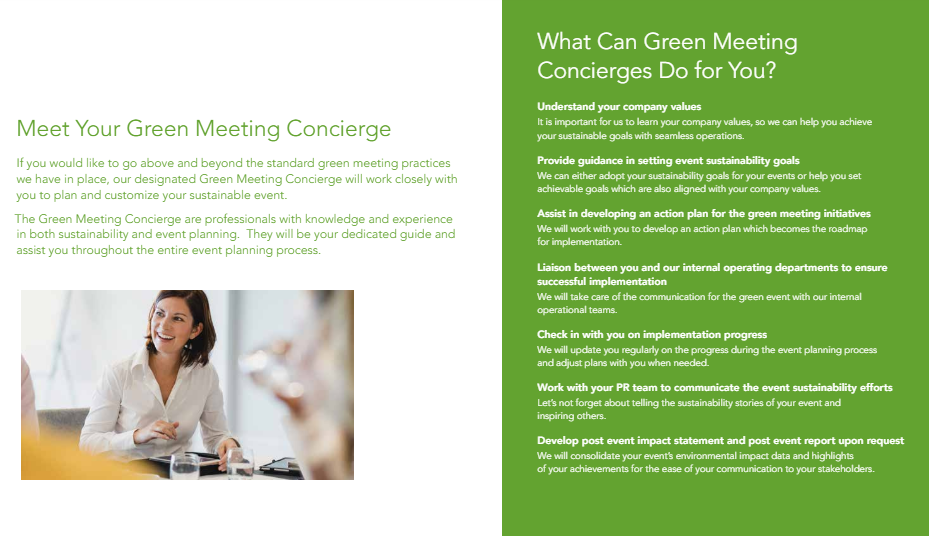 Meet Your Green Meeting Concierge
If you would like to go above and beyond the standard green meeting practices
we have in place, our designated Green Meeting Concierge will work closely with
you to plan and customize your sustainable event.
The Green Meeting Concierge are professionals with knowledge and experience
in both sustainability and event planning.  They will be your dedicated guide and
assist you throughout the entire event planning process.
What Can Green Meeting
Concierges Do for You?
Understand your company values
It is important for us to learn your company values, so we can help you achieve
your sustainable goals with seamless operations.
Provide guidance in setting event sustainability goals
We can either adopt your sustainability goals for your events or help you set
achievable goals which are also aligned with your company values.
Assist in developing an action plan for the green meeting initiatives
We will work with you to develop an action plan which becomes the roadmap
for implementation.
Liaison between you and our internal operating departments to ensure
successful implementation
We will take care of the communication for the green event with our internal
operational teams.
Check in with you on implementation progress
We will update you regularly on the progress during the event planning process
and adjust plans with you when needed.
Work with your PR team to communicate the event sustainability efforts
Let's not forget about telling the sustainability stories of your event and
inspiring others.
Develop post event impact statement and post event report upon request
We will consolidate your event's environmental impact data and highlights
of your achievements for the ease of your communication to your stakeholders.